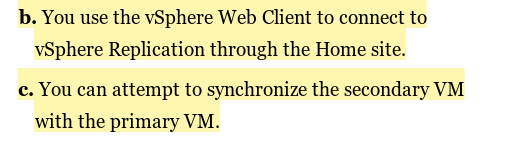 b. You use the vSphere Web Client to connect to
vSphere Replication through the Home site.
c. You can attempt to synchronize the secondary VM
with the primary VM.